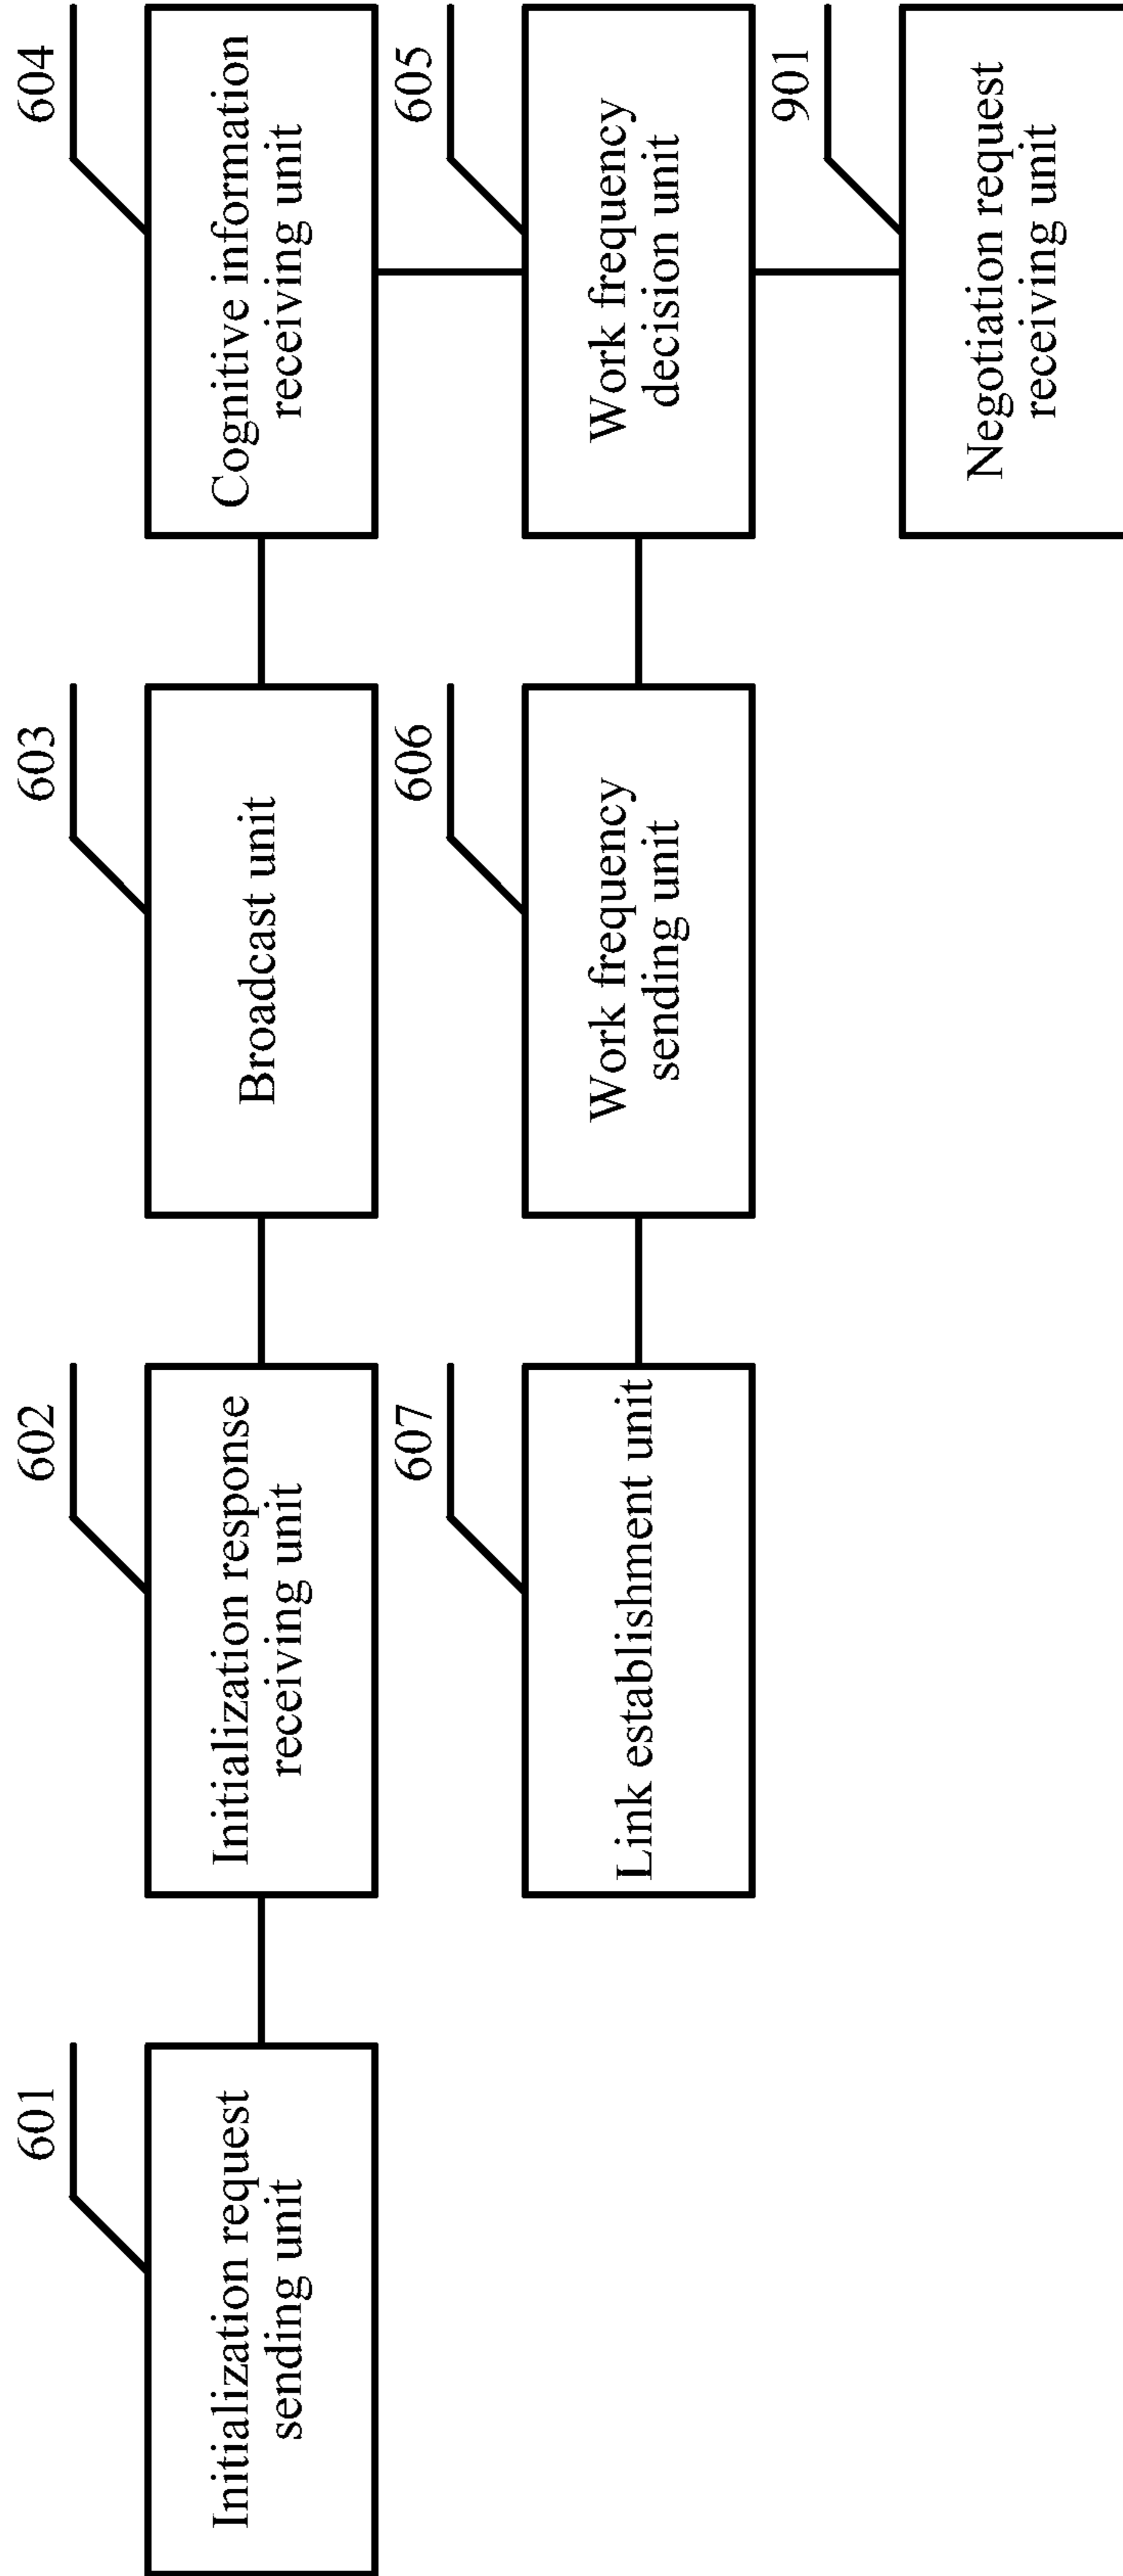 601
Initialization request
sending unit
602
Initialization response
receiving unit
603
Broadcast unit
604
Cognitive information
receiving unit
607
Link establishment unit
606
Work frequency
sending unit
605
Work frequency
decision unit
901
Negotiation request
receiving unit